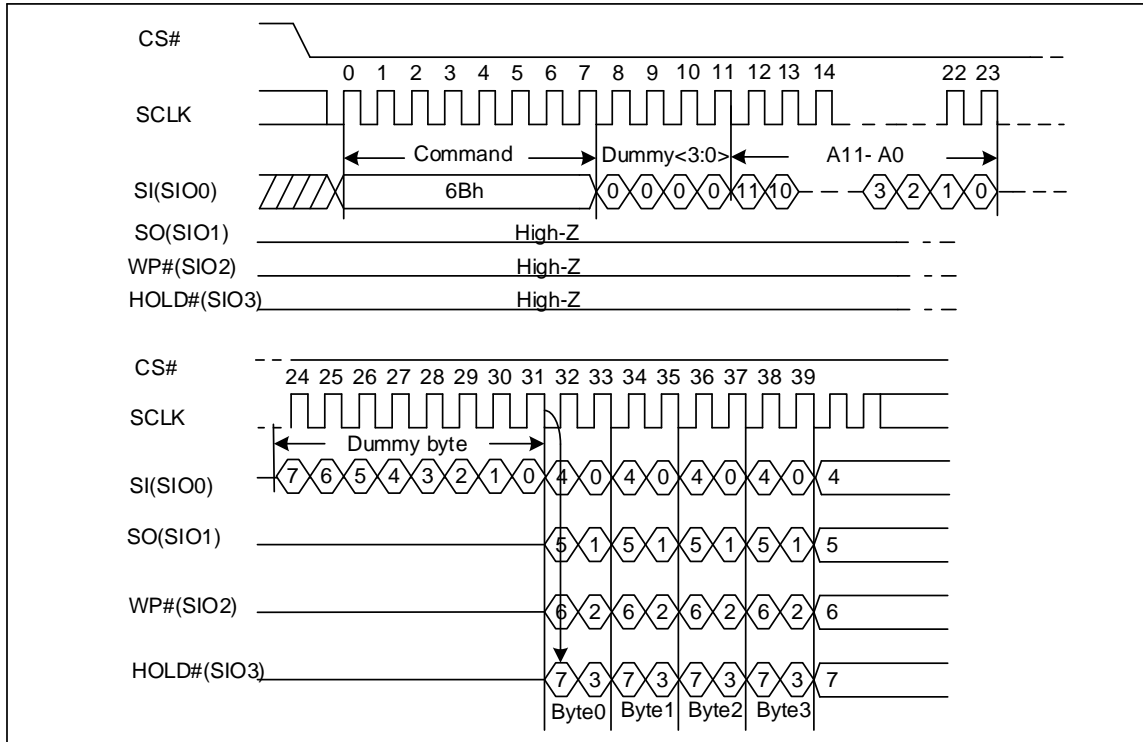 CS#
0 1 2 3 4 5 6 7 8 9 10 11 12 13 14 22 23
SCLK
Command Dummy<3:0> A11- A0
SI(SIO0) 6Bh 0 0 0 0 11 10 3 2 1 0
SO(SIO1) High-Z
WP#(SIO2) High-Z
HOLD#(SIO3) High-Z
CS#
24 25 26 27 28 29 30 31 32 33 34 35 36 37 38 39
SCLK
Dummy byte
SI(SIO0) 7 6 5 4 3 2 1 0 4 0 4 0 4 0 4 0 4
SO(SIO1) 5 1 5 1 5 1 5 1 5
WP#(SIO2) 6 2 6 2 6 2 6 2 6
HOLD#(SIO3) 7 3 7 3 7 3 7 3 7
Byte0 Byte1 Byte2 Byte3